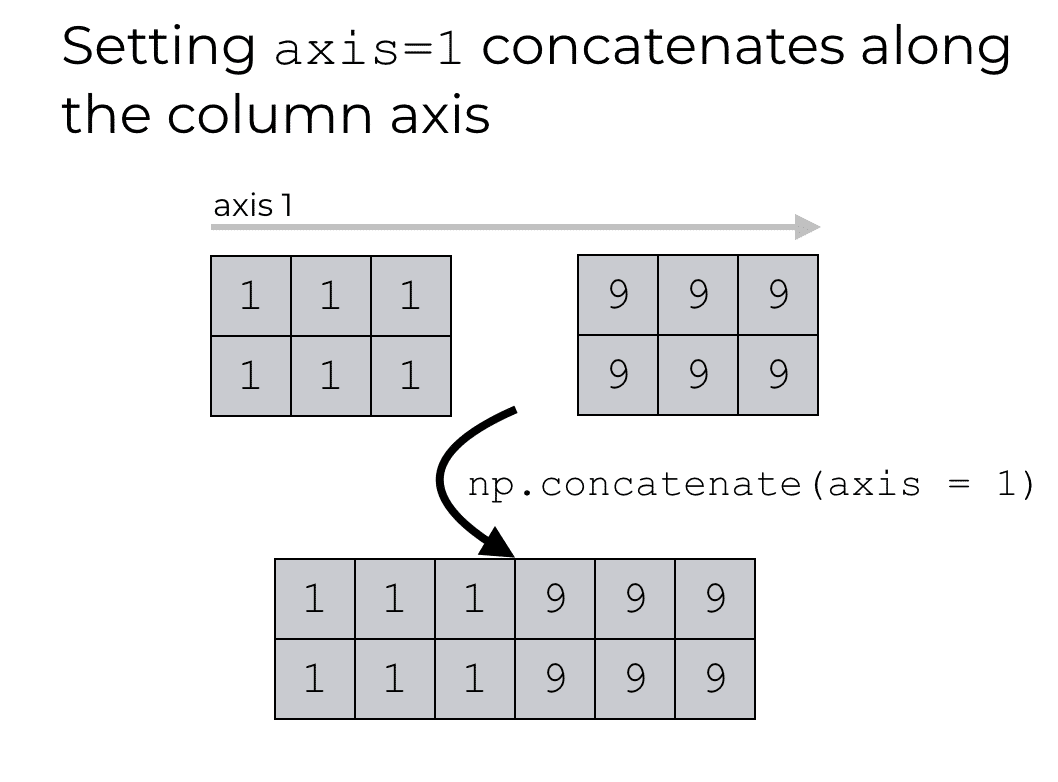 Setting axis=1 concatenates along
the column axis
axis 1
1 1 1 9 9 9
1 1 1 9 9 9
np.concatenate(axis = 1)
1 1 1 9 9 9
1 1 1 9 9 9